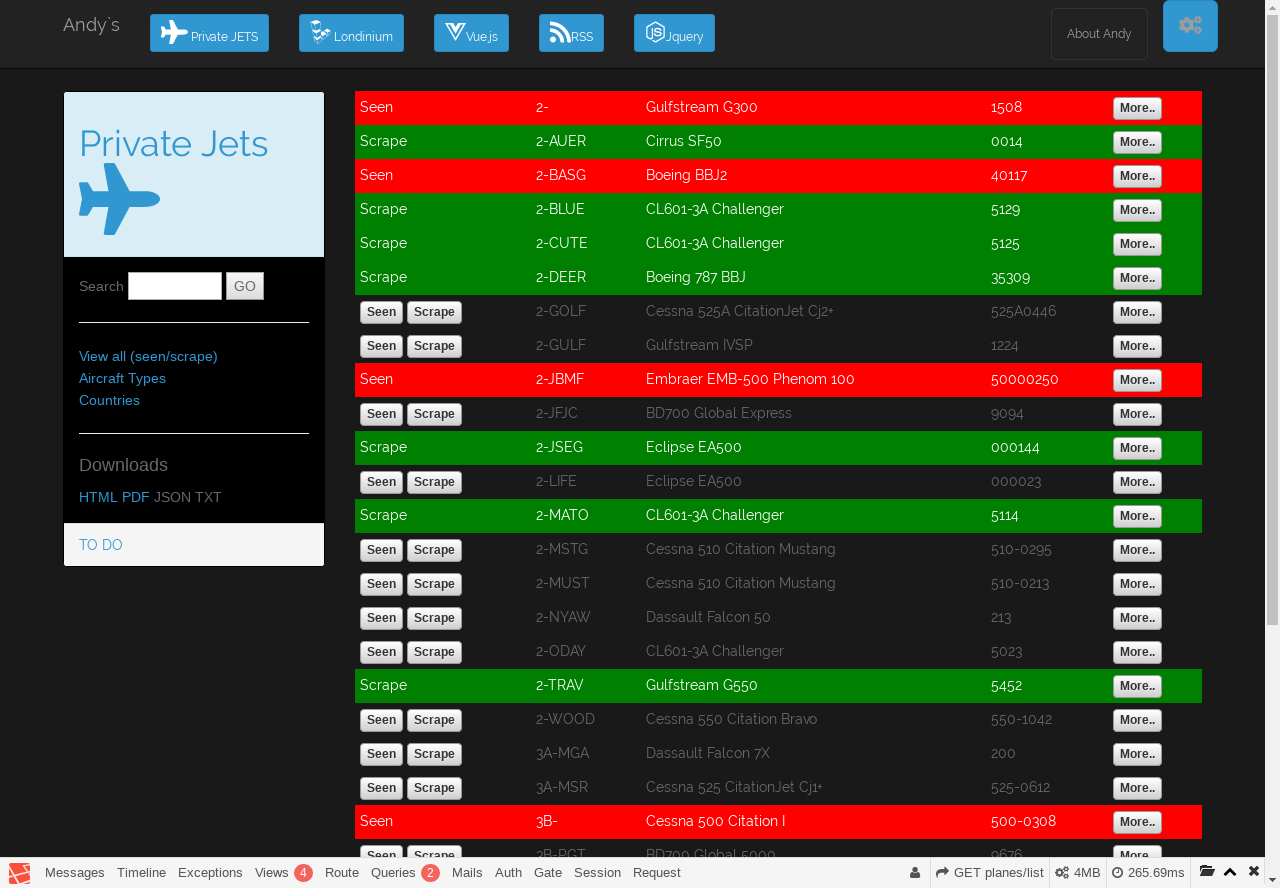 Andy`s Private JETS Londinium Vue.js RSS Jquery About Andy
Private Jets
Search GO
View all (seen/scrape)
Aircraft Types
Countries
Downloads
HTML PDF JSON TXT
TO DO
Seen 2- Gulfstream G300 1508 More..
Scrape 2-AUER Cirrus SF50 0014 More..
Seen 2-BASG Boeing BBJ2 40117 More..
Scrape 2-BLUE CL601-3A Challenger 5129 More..
Scrape 2-CUTE CL601-3A Challenger 5125 More..
Scrape 2-DEER Boeing 787 BBJ 35309 More..
Seen Scrape 2-GOLF Cessna 525A CitationJet Cj2+ 525A0446 More..
Seen Scrape 2-GULF Gulfstream IVSP 1224 More..
Seen 2-JBMF Embraer EMB-500 Phenom 100 50000250 More..
Seen Scrape 2-JFJC BD700 Global Express 9094 More..
Scrape 2-JSEG Eclipse EA500 000144 More..
Seen Scrape 2-LIFE Eclipse EA500 000023 More..
Scrape 2-MATO CL601-3A Challenger 5114 More..
Seen Scrape 2-MSTG Cessna 510 Citation Mustang 510-0295 More..
Seen Scrape 2-MUST Cessna 510 Citation Mustang 510-0213 More..
Seen Scrape 2-NYAW Dassault Falcon 50 213 More..
Seen Scrape 2-ODAY CL601-3A Challenger 5023 More..
Scrape 2-TRAV Gulfstream G550 5452 More..
Seen Scrape 2-WOOD Cessna 550 Citation Bravo 550-1042 More..
Seen Scrape 3A-MGA Dassault Falcon 7X 200 More..
Seen Scrape 3A-MSR Cessna 525 CitationJet Cj1+ 525-0612 More..
Seen 3B- Cessna 500 Citation I 500-0308 More..
Seen Scrape 3B-PGT BD700 Global 5000 9676 More..
Messages Timeline Exceptions Views 4 Route Queries 2 Mails Auth Gate Session Request GET planes/list 4MB 265.69ms